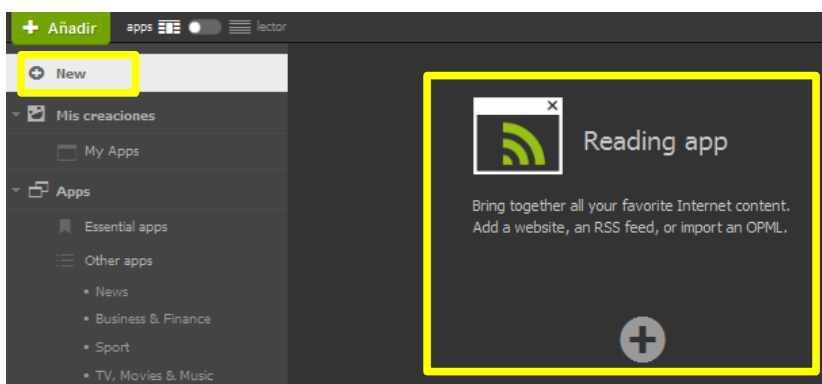 + Añadir apps lector
New
Mis creaciones
My Apps
Apps
Essential apps
Other apps
• News
• Business & Finance
• Sport
• TV, Movies & Music
Reading app
Bring together all your favorite Internet content.
Add a website, an RSS feed, or import an OPML.